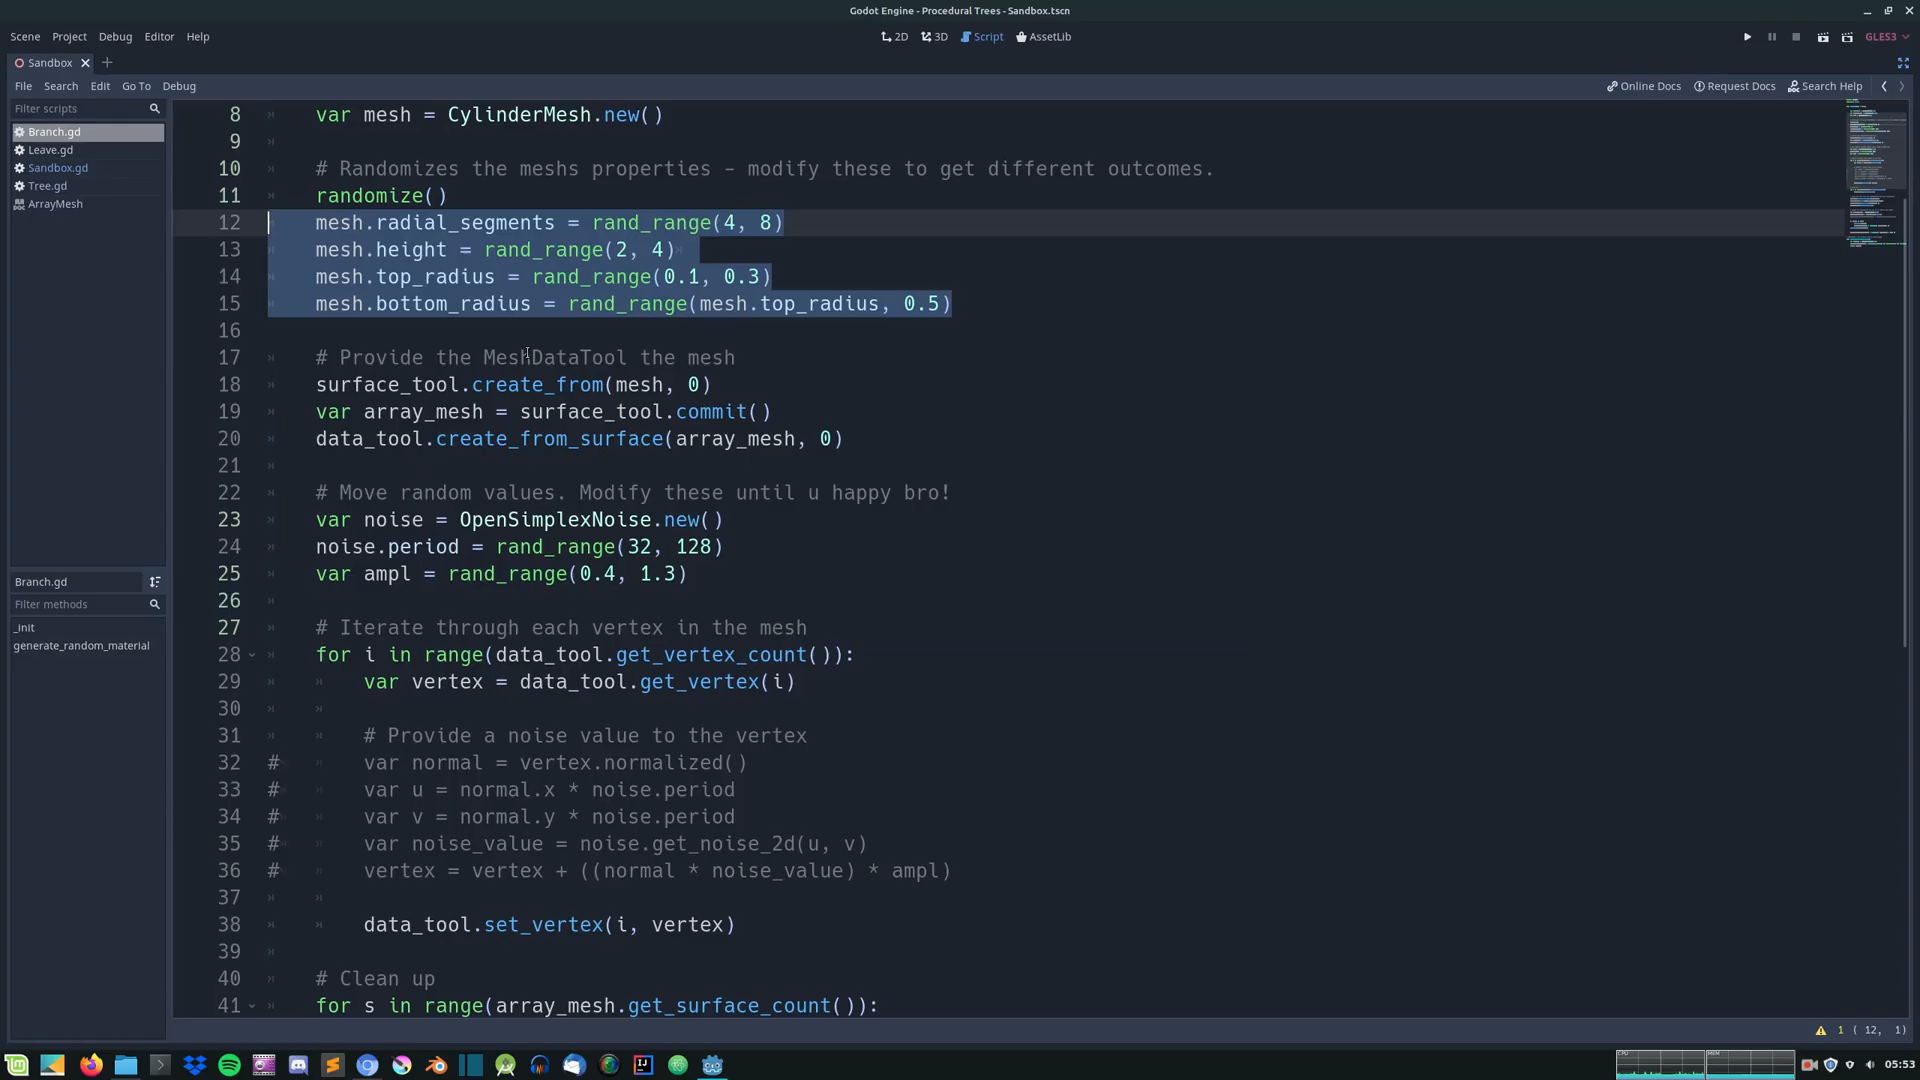 Godot Engine - Procedural Trees - Sandbox.tscn
Scene Project Debug Editor Help
2D 3D Script AssetLib
GLES3
Sandbox
File Search Edit Go To Debug
Online Docs Request Docs Search Help
Filter scripts
Branch.gd
Leave.gd
Sandbox.gd
Tree.gd
ArrayMesh
Branch.gd
Filter methods
_init
generate_random_material
8 var mesh = CylinderMesh.new()
9
10 # Randomizes the meshs properties - modify these to get different outcomes.
11 randomize()
12 mesh.radial_segments = rand_range(4, 8)
13 mesh.height = rand_range(2, 4)
14 mesh.top_radius = rand_range(0.1, 0.3)
15 mesh.bottom_radius = rand_range(mesh.top_radius, 0.5)
16
17 # Provide the MeshDataTool the mesh
18 surface_tool.create_from(mesh, 0)
19 var array_mesh = surface_tool.commit()
20 data_tool.create_from_surface(array_mesh, 0)
21
22 # Move random values. Modify these until u happy bro!
23 var noise = OpenSimplexNoise.new()
24 noise.period = rand_range(32, 128)
25 var ampl = rand_range(0.4, 1.3)
26
27 # Iterate through each vertex in the mesh
28 for i in range(data_tool.get_vertex_count()):
29 var vertex = data_tool.get_vertex(i)
30
31 # Provide a noise value to the vertex
32 # var normal = vertex.normalized()
33 # var u = normal.x * noise.period
34 # var v = normal.y * noise.period
35 # var noise_value = noise.get_noise_2d(u, v)
36 # vertex = vertex + ((normal * noise_value) * ampl)
37
38 data_tool.set_vertex(i, vertex)
39
40 # Clean up
41 for s in range(array_mesh.get_surface_count()):
1 ( 12, 1)
CPU
MEM
05:53